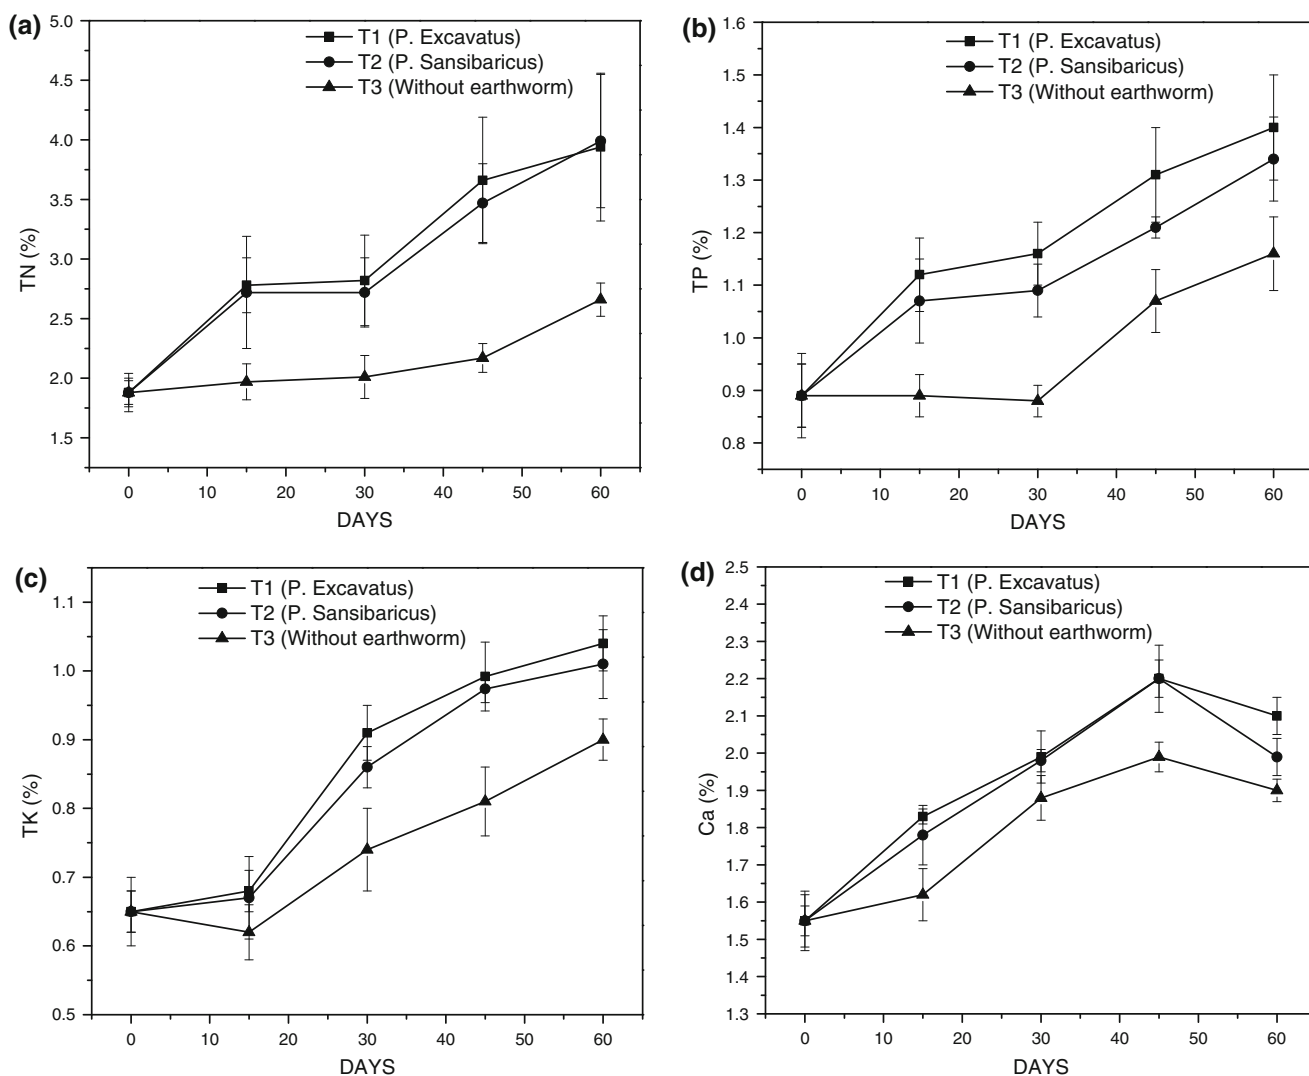 (a)
5.0
4.5
4.0
3.5
3.0
2.5
2.0
1.5
TN (%)
T1 (P. Excavatus)
T2 (P. Sansibaricus)
T3 (Without earthworm)
0 10 20 30 40 50 60
DAYS
(b)
1.6
1.5
1.4
1.3
1.2
1.1
1.0
0.9
0.8
TP (%)
T1 (P. Excavatus)
T2 (P. Sansibaricus)
T3 (Without earthworm)
0 10 20 30 40 50 60
DAYS
(c)
1.1
1.0
0.9
0.8
0.7
0.6
0.5
TK (%)
T1 (P. Excavatus)
T2 (P. Sansibaricus)
T3 (Without earthworm)
0 10 20 30 40 50 60
DAYS
(d)
2.5
2.4
2.3
2.2
2.1
2.0
1.9
1.8
1.7
1.6
1.5
1.4
1.3
Ca (%)
T1 (P. Excavatus)
T2 (P. Sansibaricus)
T3 (Without earthworm)
0 10 20 30 40 50 60
DAYS